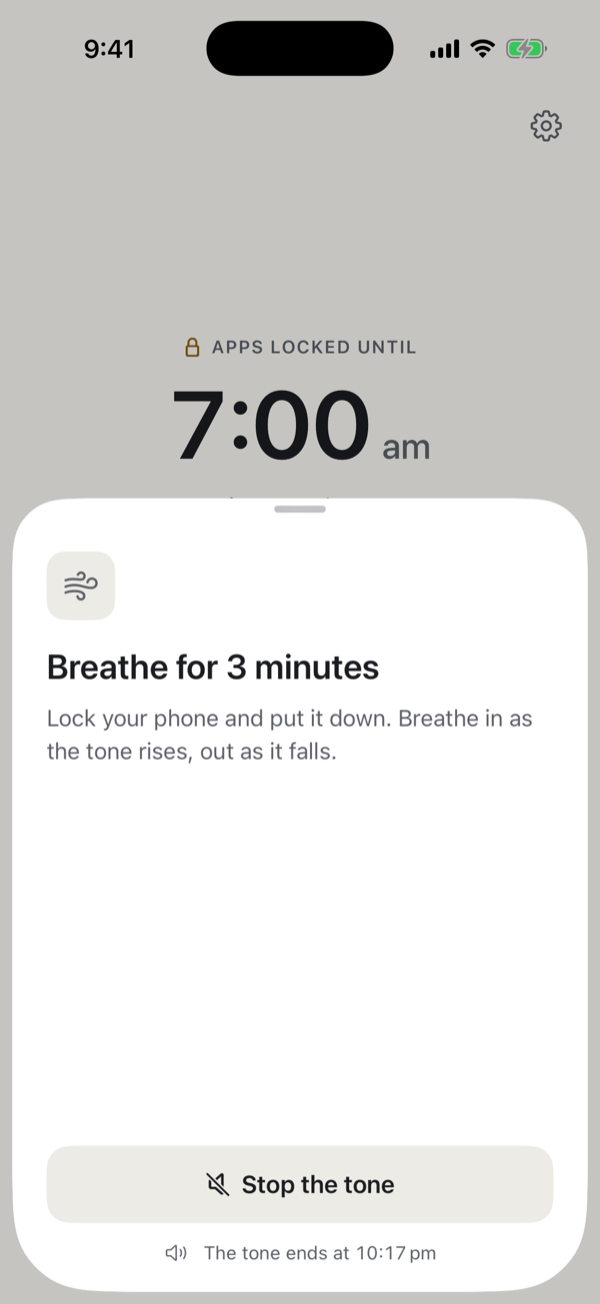 9:41
APPS LOCKED UNTIL
7:00 am
Breathe for 3 minutes
Lock your phone and put it down. Breathe in as
the tone rises, out as it falls.
Stop the tone
The tone ends at 10:17 pm